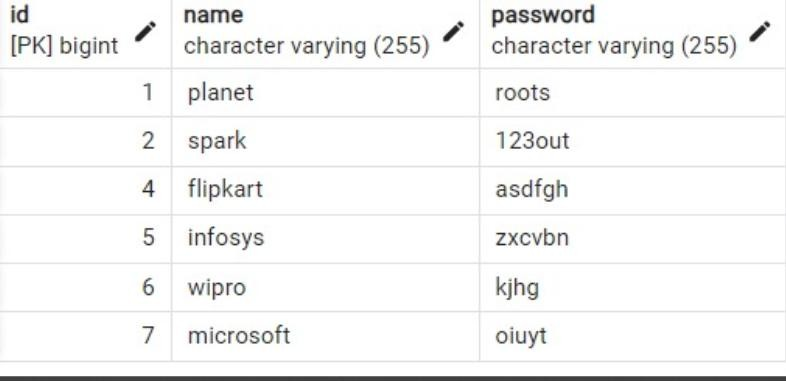 id name password
[PK] bigint character varying (255) character varying (255)
1 planet roots
2 spark 123out
4 flipkart asdfgh
5 infosys zxcvbn
6 wipro kjhg
7 microsoft oiuyt